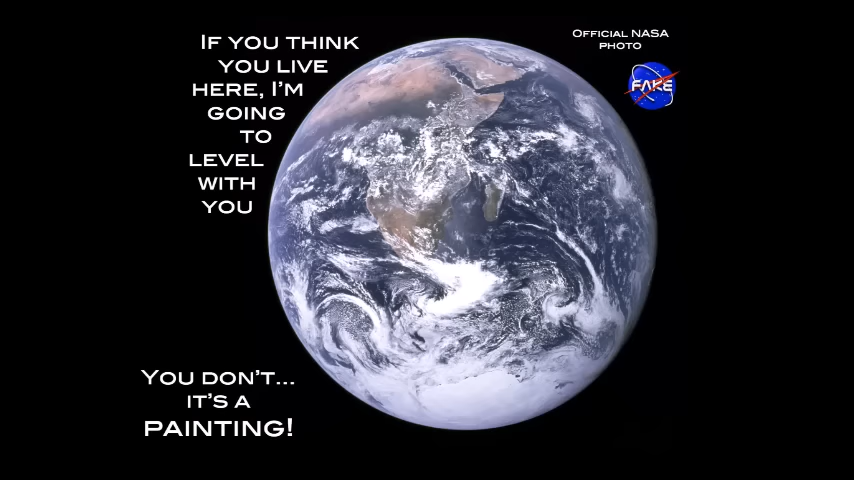 If you think
you live
here, I'm
going
to
level
with
you
Official NASA
photo
FAKE
You don't...
it's a
painting!